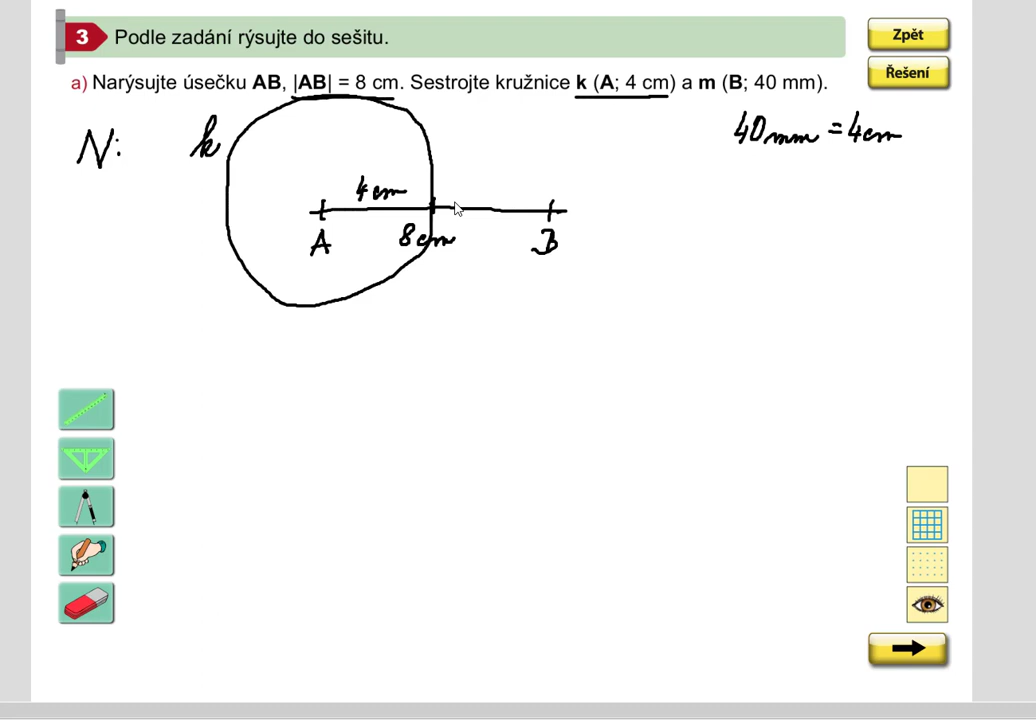 3 Podle zadání rýsujte do sešitu.
Zpět
Řešení
a) Narýsujte úsečku AB, |AB| = 8 cm. Sestrojte kružnice k (A; 4 cm) a m (B; 40 mm).
40mm = 4cm
N:
k
4cm
A
8cm
B